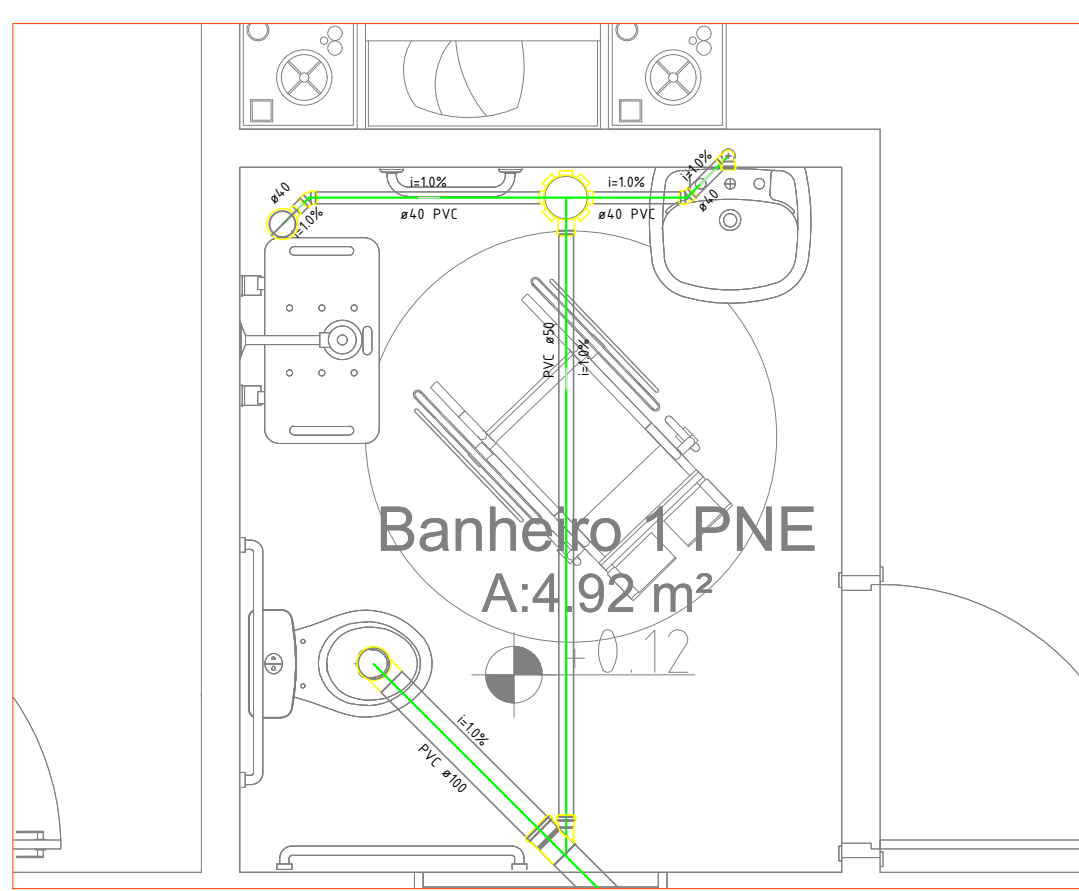 i=1.0%
i=1.0%
i=1.0%
ø40
ø40 PVC
ø40 PVC
ø40
i=1.0%
PVC ø50
i=1.0%
Banheiro 1 PNE
A:4.92 m²
+0.12
i=1.0%
PVC ø100